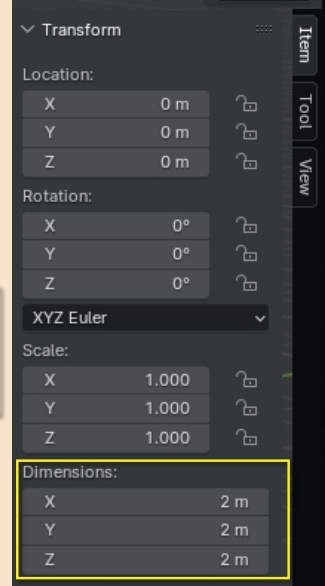 Transform
Item
Location:
X 0 m
Y 0 m
Z 0 m
Tool
View
Rotation:
X 0°
Y 0°
Z 0°
XYZ Euler
Scale:
X 1.000
Y 1.000
Z 1.000
Dimensions:
X 2 m
Y 2 m
Z 2 m